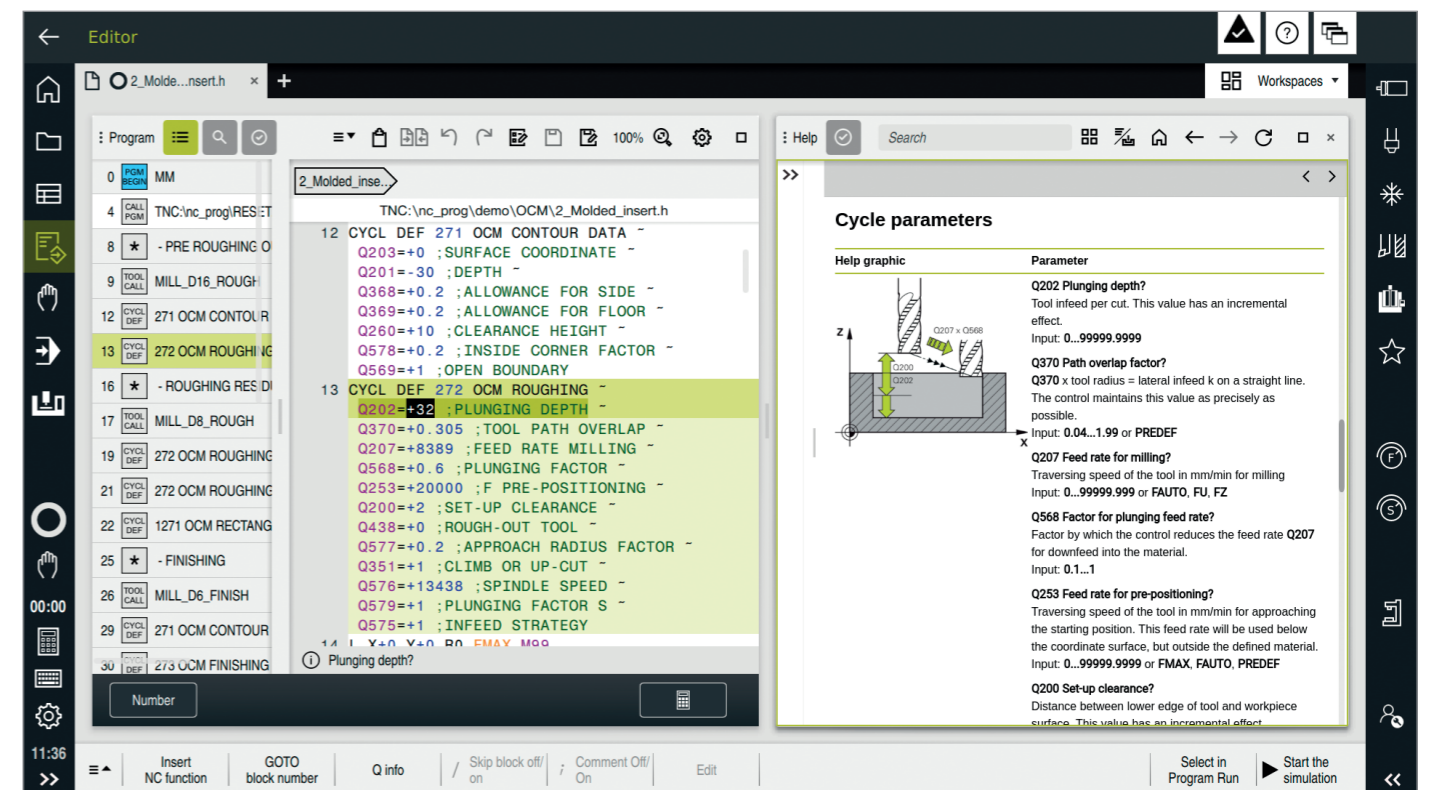 Editor
2_Molde...nsert.h
Workspaces
Program
100%
Help
Search
0 PGM BEGIN MM
4 CALL PGM TNC:\nc_prog\RESET
8 * - PRE ROUGHING O
9 TOOL CALL MILL_D16_ROUGH
12 CYCL DEF 271 OCM CONTOUR
13 CYCL DEF 272 OCM ROUGHING
16 * - ROUGHING RESIDU
17 TOOL CALL MILL_D8_ROUGH
19 CYCL DEF 272 OCM ROUGHING
21 CYCL DEF 272 OCM ROUGHING
22 CYCL DEF 1271 OCM RECTANG
25 * - FINISHING
26 TOOL CALL MILL_D6_FINISH
29 CYCL DEF 271 OCM CONTOUR
30 DEF 273 OCM FINISHING
2_Molded_inse..
TNC:\nc_prog\demo\OCM\2_Molded_insert.h
12 CYCL DEF 271 OCM CONTOUR DATA ~
Q203=+0 ;SURFACE COORDINATE ~
Q201=-30 ;DEPTH ~
Q368=+0.2 ;ALLOWANCE FOR SIDE ~
Q369=+0.2 ;ALLOWANCE FOR FLOOR ~
Q260=+10 ;CLEARANCE HEIGHT ~
Q578=+0.2 ;INSIDE CORNER FACTOR ~
Q569=+1 ;OPEN BOUNDARY
13 CYCL DEF 272 OCM ROUGHING ~
Q202=+32 ;PLUNGING DEPTH ~
Q370=+0.305 ;TOOL PATH OVERLAP ~
Q207=+8389 ;FEED RATE MILLING ~
Q568=+0.6 ;PLUNGING FACTOR ~
Q253=+20000 ;F PRE-POSITIONING ~
Q200=+2 ;SET-UP CLEARANCE ~
Q438=+0 ;ROUGH-OUT TOOL ~
Q577=+0.2 ;APPROACH RADIUS FACTOR ~
Q351=+1 ;CLIMB OR UP-CUT ~
Q576=+13438 ;SPINDLE SPEED ~
Q579=+1 ;PLUNGING FACTOR S ~
Q575=+1 ;INFEED STRATEGY
14 L X+0 Y+0 R0 FMAX M99
Plunging depth?
Number
Cycle parameters
Help graphic
Parameter
Z
Q207 x Q568
Q200
Q202
X
Q202 Plunging depth?
Tool infeed per cut. This value has an incremental
effect.
Input: 0...99999.9999
Q370 Path overlap factor?
Q370 x tool radius = lateral infeed k on a straight line.
The control maintains this value as precisely as
possible.
Input: 0.04...1.99 or PREDEF
Q207 Feed rate for milling?
Traversing speed of the tool in mm/min for milling
Input: 0...99999.999 or FAUTO, FU, FZ
Q568 Factor for plunging feed rate?
Factor by which the control reduces the feed rate Q207
for downfeed into the material.
Input: 0.1...1
Q253 Feed rate for pre-positioning?
Traversing speed of the tool in mm/min for approaching
the starting position. This feed rate will be used below
the coordinate surface, but outside the defined material.
Input: 0...99999.9999 or FMAX, FAUTO, PREDEF
Q200 Set-up clearance?
Distance between lower edge of tool and workpiece
surface. This value has an incremental effect.
F
S
00:00
11:36
Insert
NC function
GOTO
block number
Q info
/ Skip block off/
on
; Comment Off/
On
Edit
Select in
Program Run
Start the
simulation